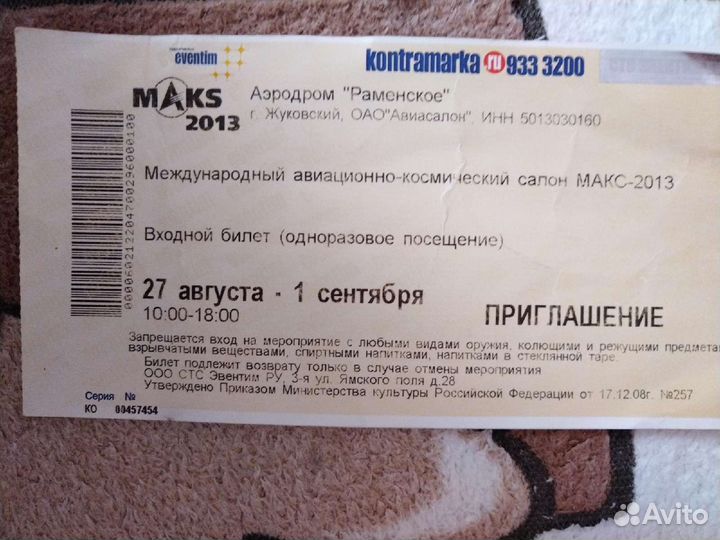 eventim
kontramarka.ru 933 3200
MAKS 2013
Аэродром "Раменское"
г. Жуковский, ОАО"Авиасалон", ИНН 5013030160
Международный авиационно-космический салон МАКС-2013
Входной билет (одноразовое посещение)
27 августа - 1 сентября
10:00-18:00
ПРИГЛАШЕНИЕ
Запрещается вход на мероприятие с любыми видами оружия, колющими и режущими предмета
взрывчатыми веществами, спиртными напитками, напитками в стеклянной таре.
Билет подлежит возврату только в случае отмены мероприятия
ООО СТС Эвентим РУ, 3-я ул. Ямского поля д.28
Утверждено Приказом Министерства культуры Российской Федерации от 17.12.08г. №257
Серия №
КО 00457454
0000602122047002960001​00
Avito